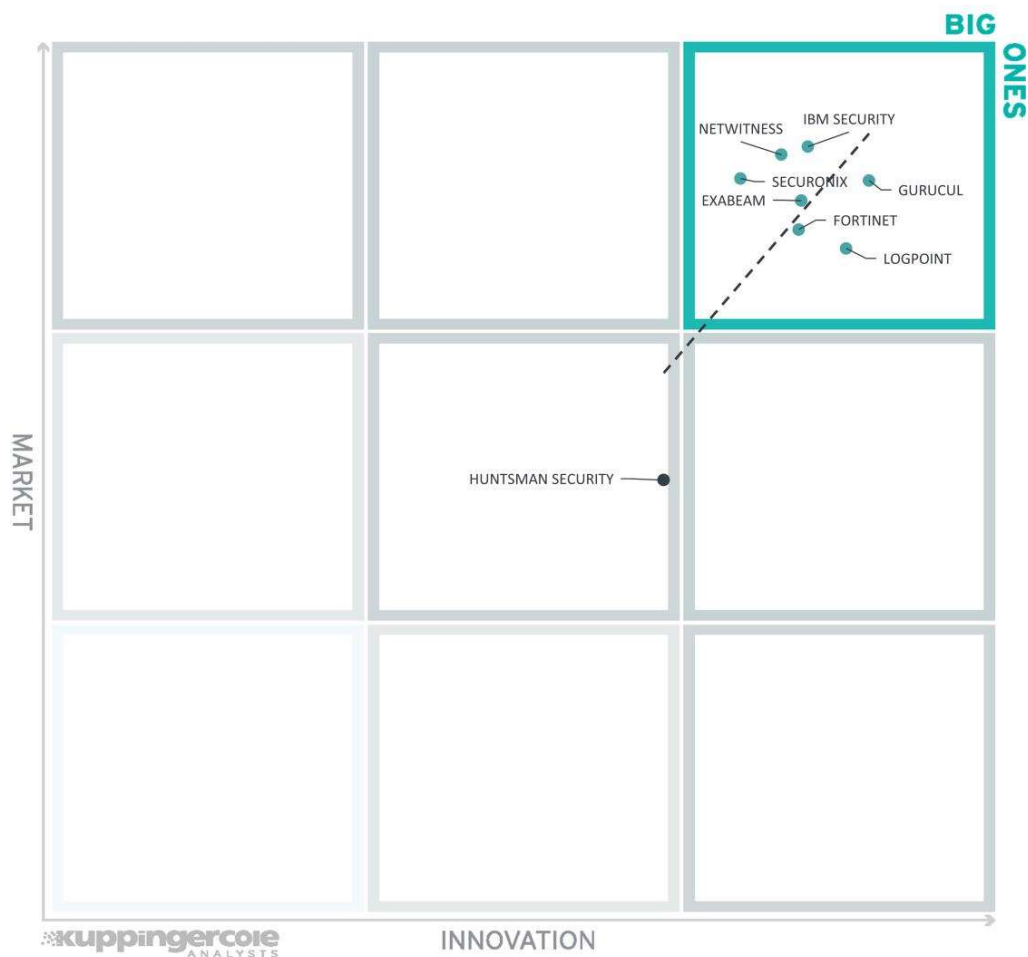 BIG
ONES
IBM SECURITY
NETWITNESS
SECURONIX
GURUCUL
EXABEAM
FORTINET
LOGPOINT
MARKET
HUNTSMAN SECURITY
kuppingercole
ANALYSTS
INNOVATION